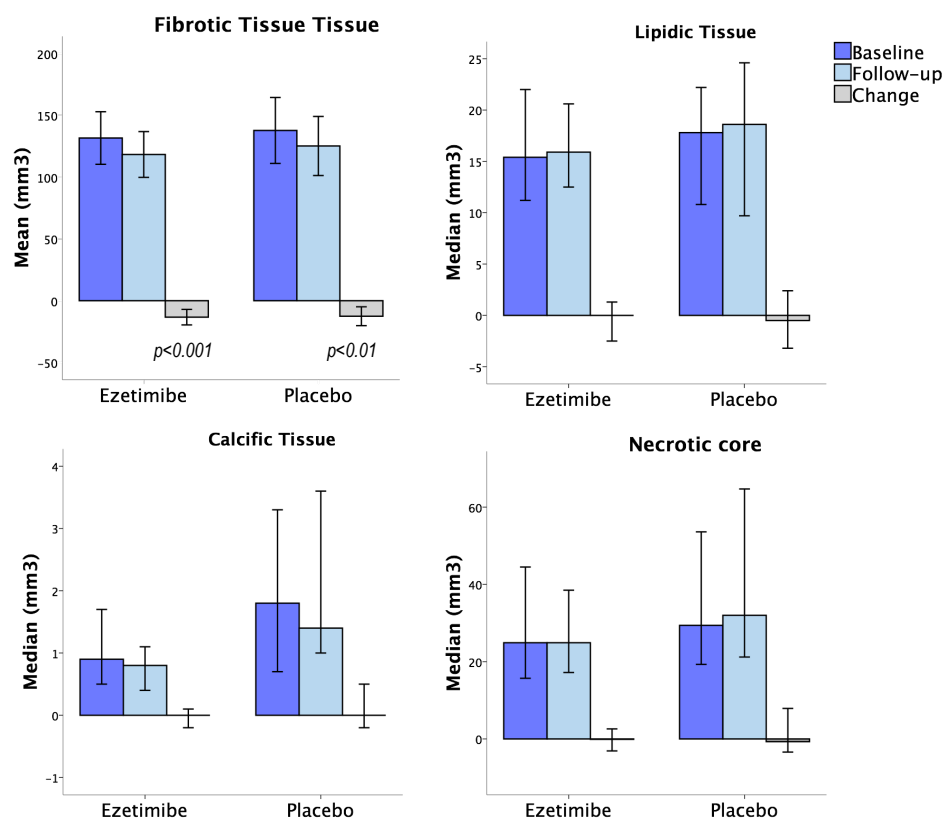 Fibrotic Tissue Tissue
Mean (mm3)
200
150
100
50
0
−50
p<0.001
p<0.01
Ezetimibe
Placebo
Lipidic Tissue
Median (mm3)
25
20
15
10
5
0
−5
Ezetimibe
Placebo
Baseline
Follow-up
Change
Calcific Tissue
Median (mm3)
4
3
2
1
0
−1
Ezetimibe
Placebo
Necrotic core
Median (mm3)
60
40
20
0
Ezetimibe
Placebo